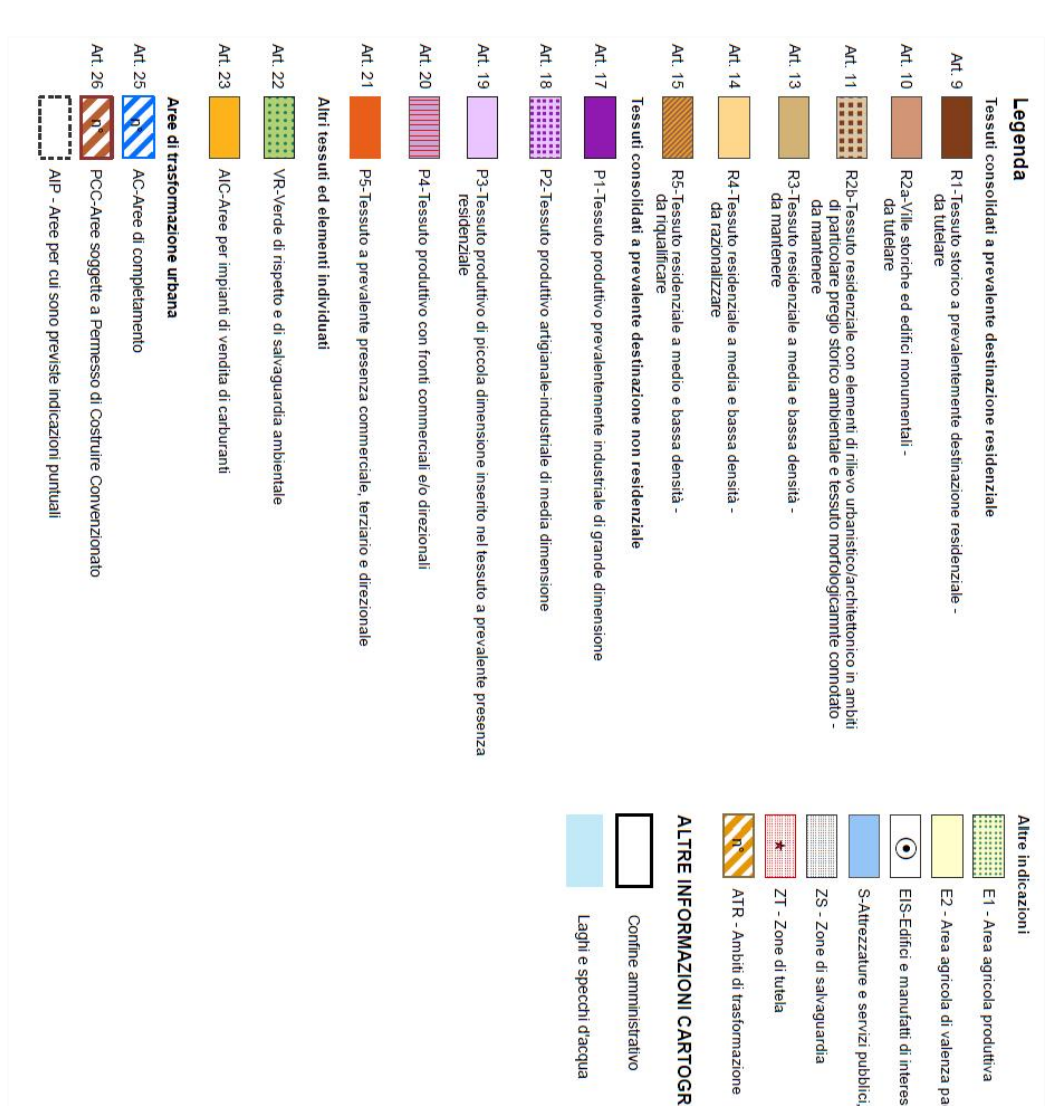 Legenda
Tessuti consolidati a prevalente destinazione residenziale
Art. 9 R1-Tessuto storico a prevalentemente destinazione residenziale -
da tutelare
Art. 10 R2a-Ville storiche ed edifici monumentali -
da tutelare
Art. 11 R2b-Tessuto residenziale con elementi di rilievo urbanistico/architettonico in ambiti
di particolare pregio storico ambientale e tessuto morfologicamnte connotato -
da mantenere
Art. 13 R3-Tessuto residenziale a media e bassa densità -
da mantenere
Art. 14 R4-Tessuto residenziale a media e bassa densità -
da razionalizzare
Art. 15 R5-Tessuto residenziale a medio e bassa densità -
da riqualificare
Tessuti consolidati a prevalente destinazione non residenziale
Art. 17 P1-Tessuto produttivo prevalentemente industriale di grande dimensione
Art. 18 P2-Tessuto produttivo artigianale-industriale di media dimensione
Art. 19 P3-Tessuto produttivo di piccola dimensione inserito nel tessuto a prevalente presenza
residenziale
Art. 20 P4-Tessuto produttivo con fronti commerciali e/o direzionali
Art. 21 P5-Tessuto a prevalente presenza commerciale, terziario e direzionale
Altri tessuti ed elementi individuati
Art. 22 VR-Verde di rispetto e di salvaguardia ambientale
Art. 23 AIC-Aree per impianti di vendita di carburanti
Aree di trasformazione urbana
Art. 25 n° AC-Aree di completamento
Art. 26 n° PCC-Aree soggette a Permesso di Costruire Convenzionato
AIP - Aree per cui sono previste indicazioni puntuali
Altre indicazioni
E1 - Area agricola produttiva
E2 - Area agricola di valenza pa
EIS-Edifici e manufatti di interes
S-Attrezzature e servizi pubblici,
ZS - Zone di salvaguardia
ZT - Zone di tutela
n° ATR - Ambiti di trasformazione
ALTRE INFORMAZIONI CARTOGR
Confine amministrativo
Laghi e specchi d'acqua